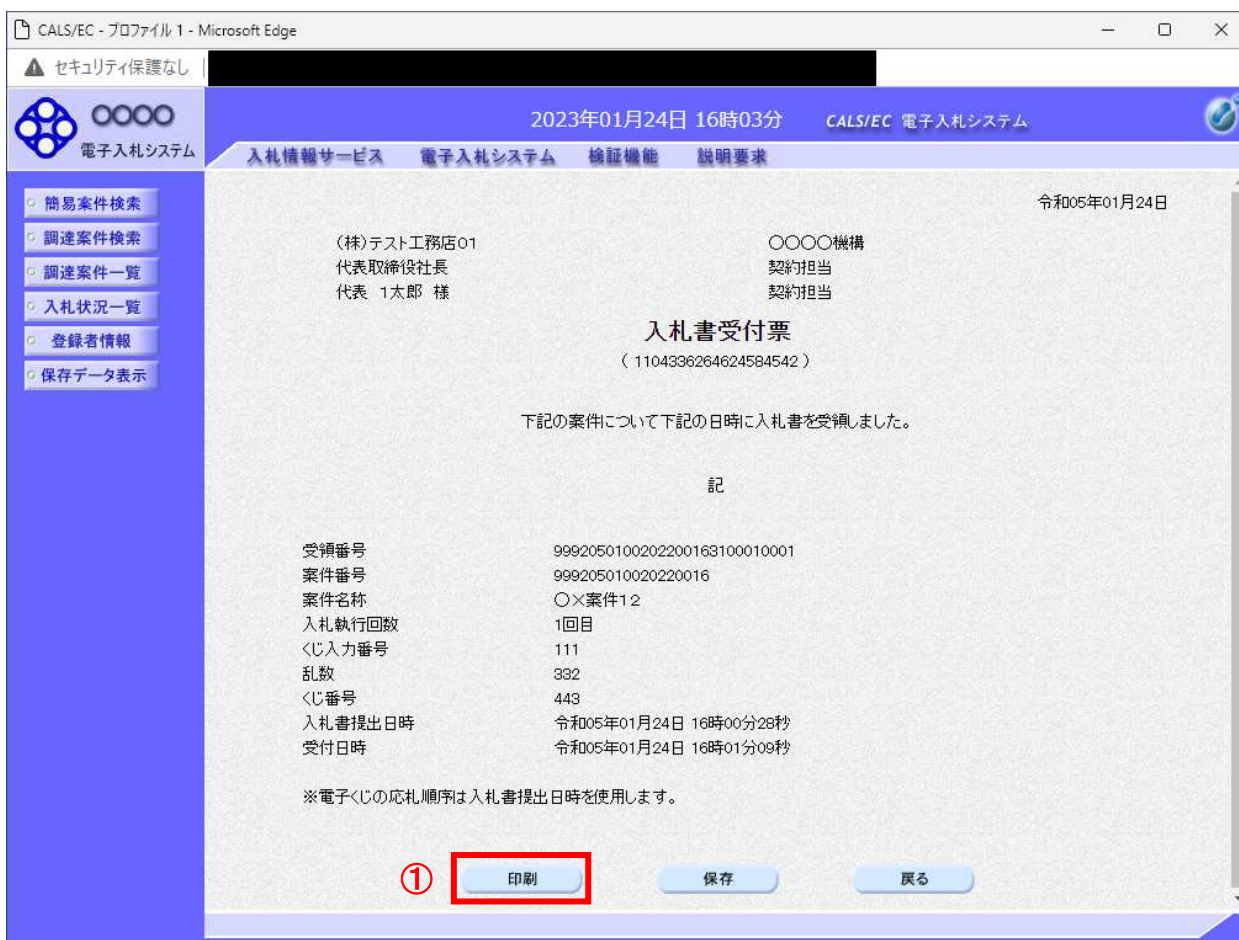 CALS/EC - プロファイル 1 - Microsoft Edge
セキュリティ保護なし
○○○○
電子入札システム
2023年01月24日 16時03分 CALS/EC 電子入札システム
入札情報サービス 電子入札システム 検証機能 説明要求
簡易案件検索
調達案件検索
調達案件一覧
入札状況一覧
登録者情報
保存データ表示
令和05年01月24日
(株)テスト工務店01 ○○○○機構
代表取締役社長 契約担当
代表 1太郎 様 契約担当
入札書受付票
( 1104336264624584542 )
下記の案件について下記の日時に入札書を受領しました。
記
受領番号 9992050100202200163100010001
案件番号 999205010020220016
案件名称 ○×案件12
入札執行回数 1回目
くじ入力番号 111
乱数 332
くじ番号 443
入札書提出日時 令和05年01月24日 16時00分28秒
受付日時 令和05年01月24日 16時01分09秒
※電子くじの応札順序は入札書提出日時を使用します。
① 印刷 保存 戻る